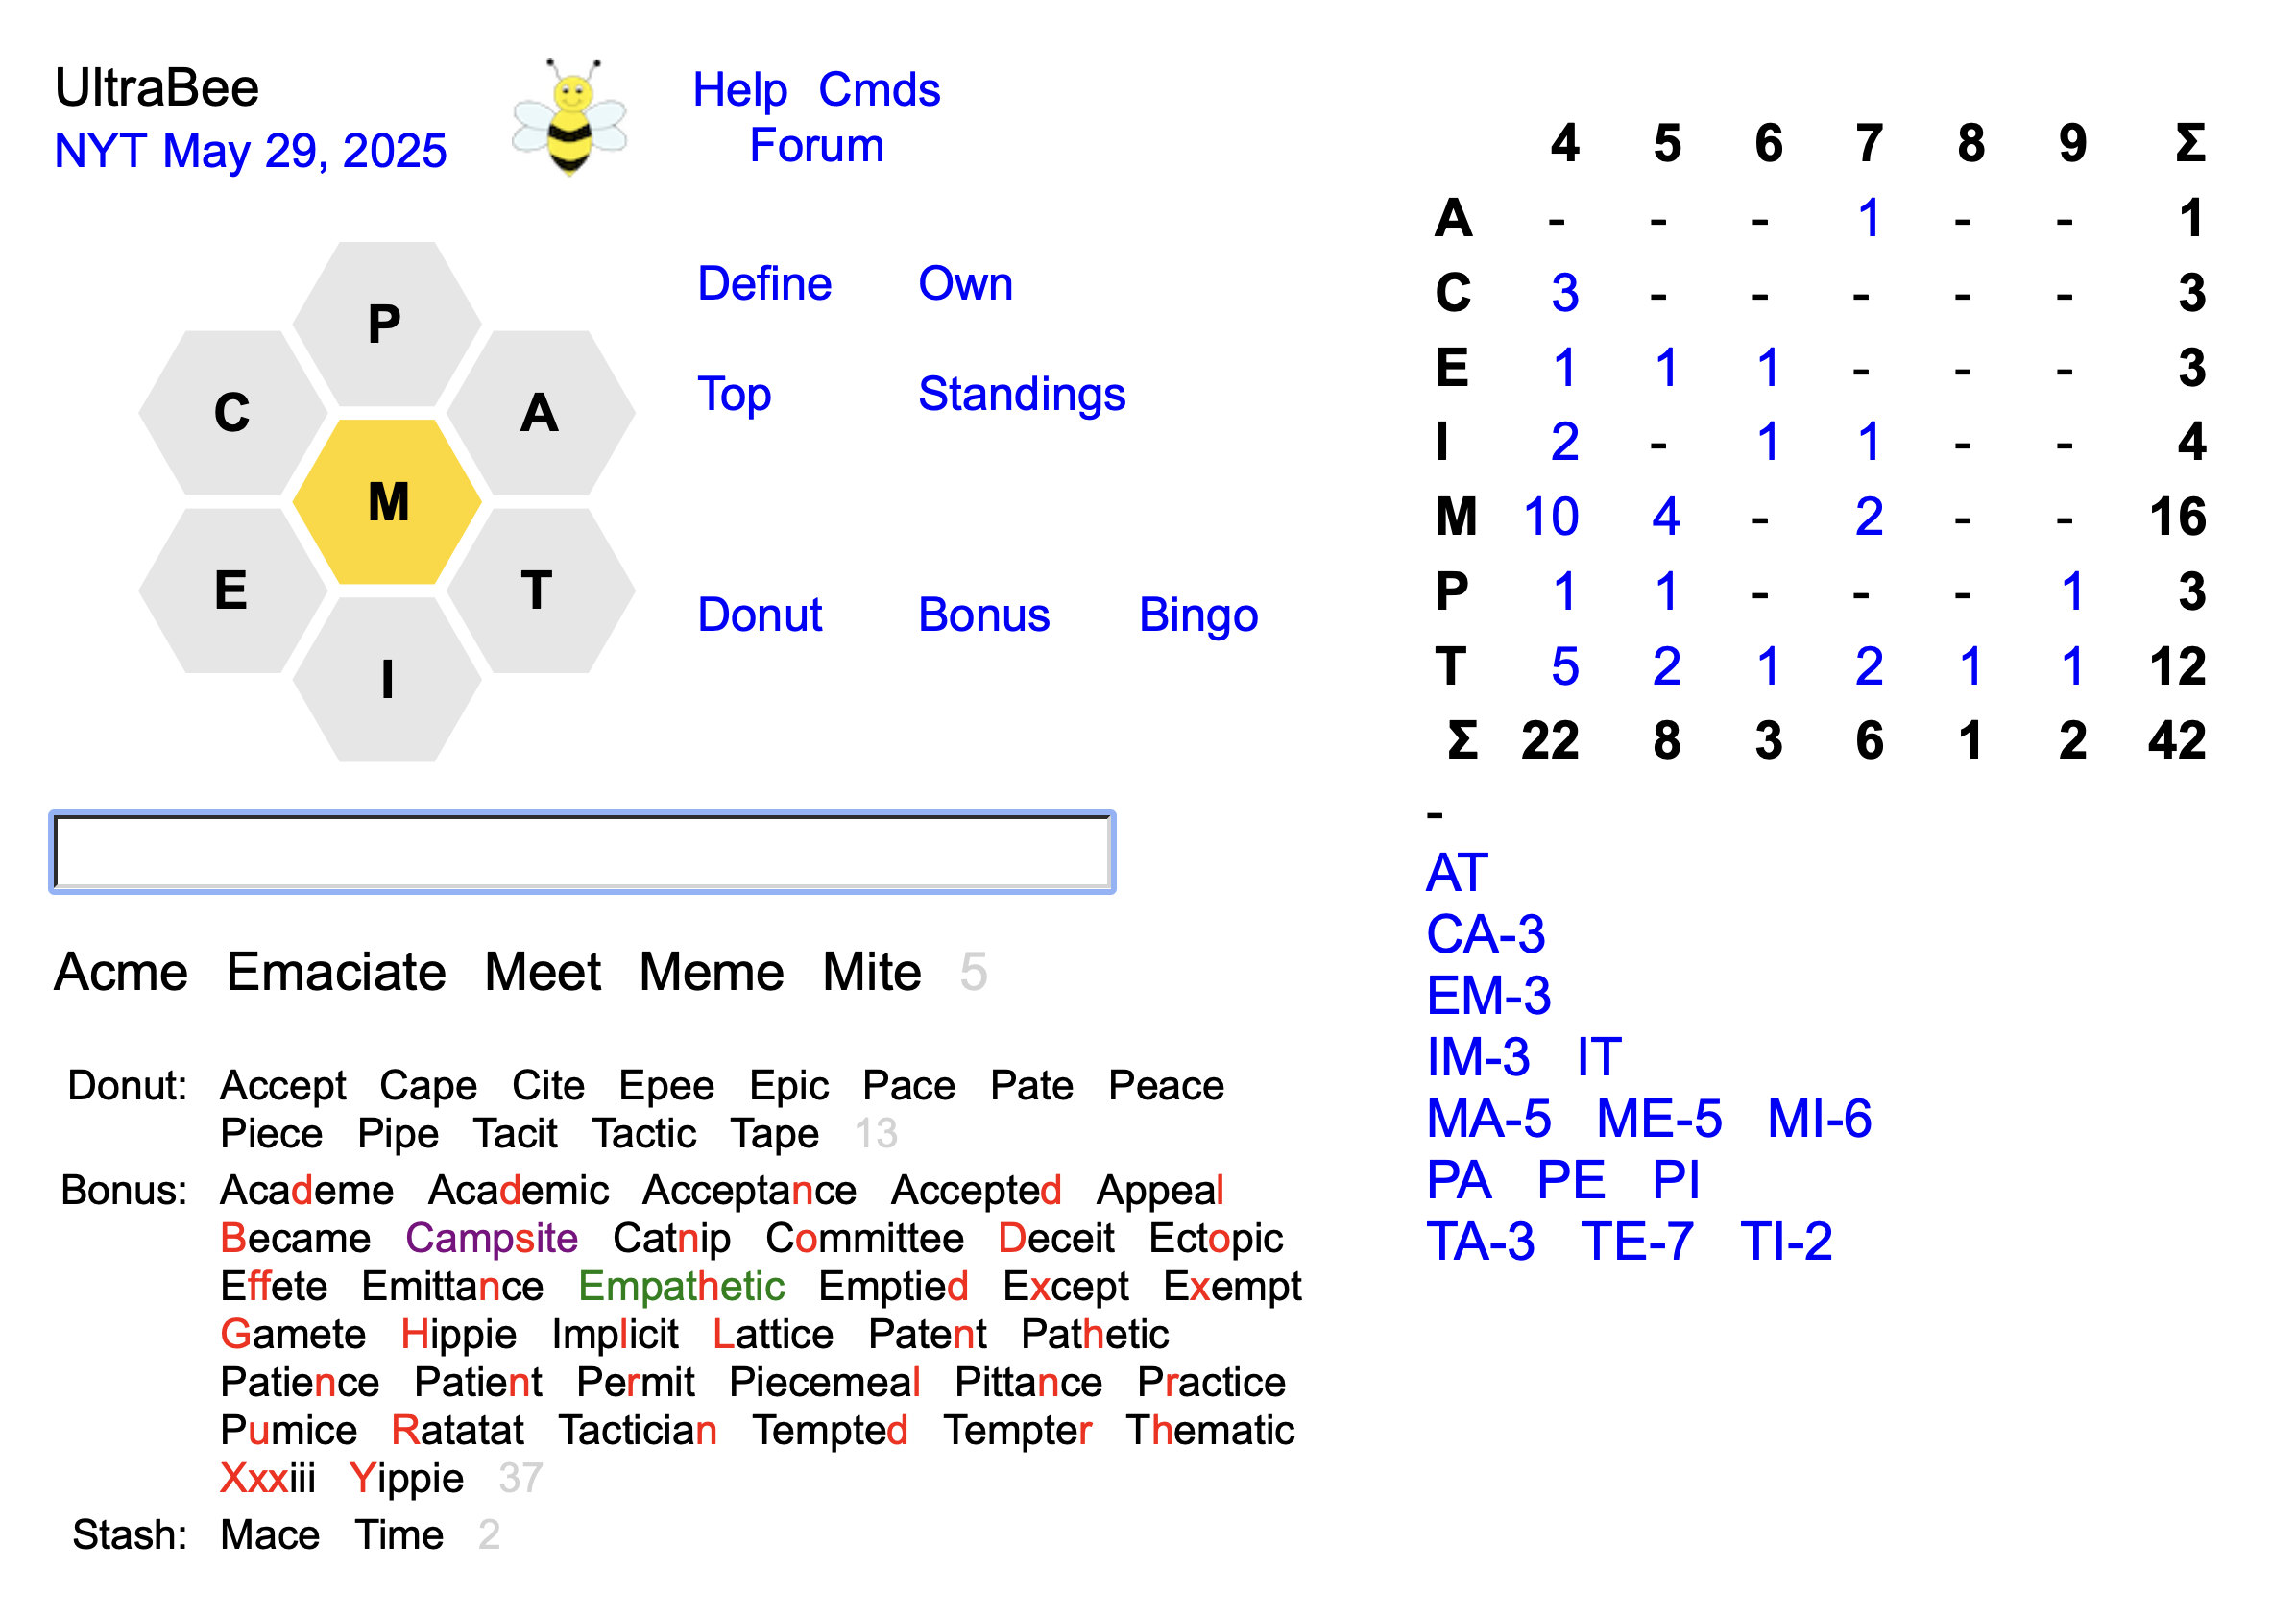 UltraBee
NYT May 29, 2025
Help Cmds
Forum
P
C A
M
E T
I
Define Own
Top Standings
Donut Bonus Bingo
4 5 6 7 8 9 Σ
A - - - 1 - - 1
C 3 - - - - - 3
E 1 1 1 - - - 3
I 2 - 1 1 - - 4
M 10 4 - 2 - - 16
P 1 1 - - - 1 3
T 5 2 1 2 1 1 12
Σ 22 8 3 6 1 2 42
-
AT
CA-3
EM-3
IM-3 IT
MA-5 ME-5 MI-6
PA PE PI
TA-3 TE-7 TI-2
Acme Emaciate Meet Meme Mite 5
Donut: Accept Cape Cite Epee Epic Pace Pate Peace
Piece Pipe Tacit Tactic Tape 13
Bonus: Academe Academic Acceptance Accepted Appeal
Became Campsite Catnip Committee Deceit Ectopic
Effete Emittance Empathetic Emptied Except Exempt
Gamete Hippie Implicit Lattice Patent Pathetic
Patience Patient Permit Piecemeal Pittance Practice
Pumice Ratatat Tactician Tempted Tempter Thematic
Xxxiii Yippie 37
Stash: Mace Time 2